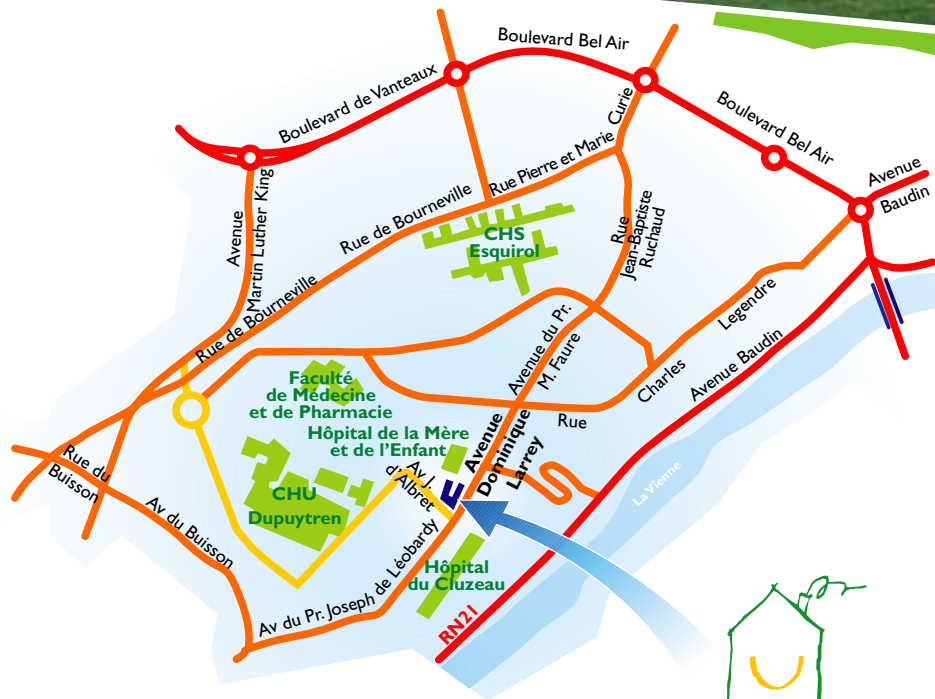 Boulevard Bel Air
Boulevard de Vanteaux
Boulevard Bel Air
Avenue
Baudin
Rue Pierre et Marie Curie
Avenue
Martin Luther King
Rue de Bourneville
CHS
Esquirol
Rue
Jean-Baptiste
Ruchaud
Rue de Bourneville
Legendre
Avenue du Pr.
M. Faure
Charles
Avenue Baudin
Faculté
de Médecine
et de Pharmacie
Rue
Hôpital de la Mère
et de l'Enfant
Avenue
Dominique
Larrey
Rue du
Buisson
Av J.
d'Albret
La Vienne
CHU
Dupuytren
Av du Buisson
Hôpital
du Cluzeau
Av du Pr. Joseph de Léobardy
RN21